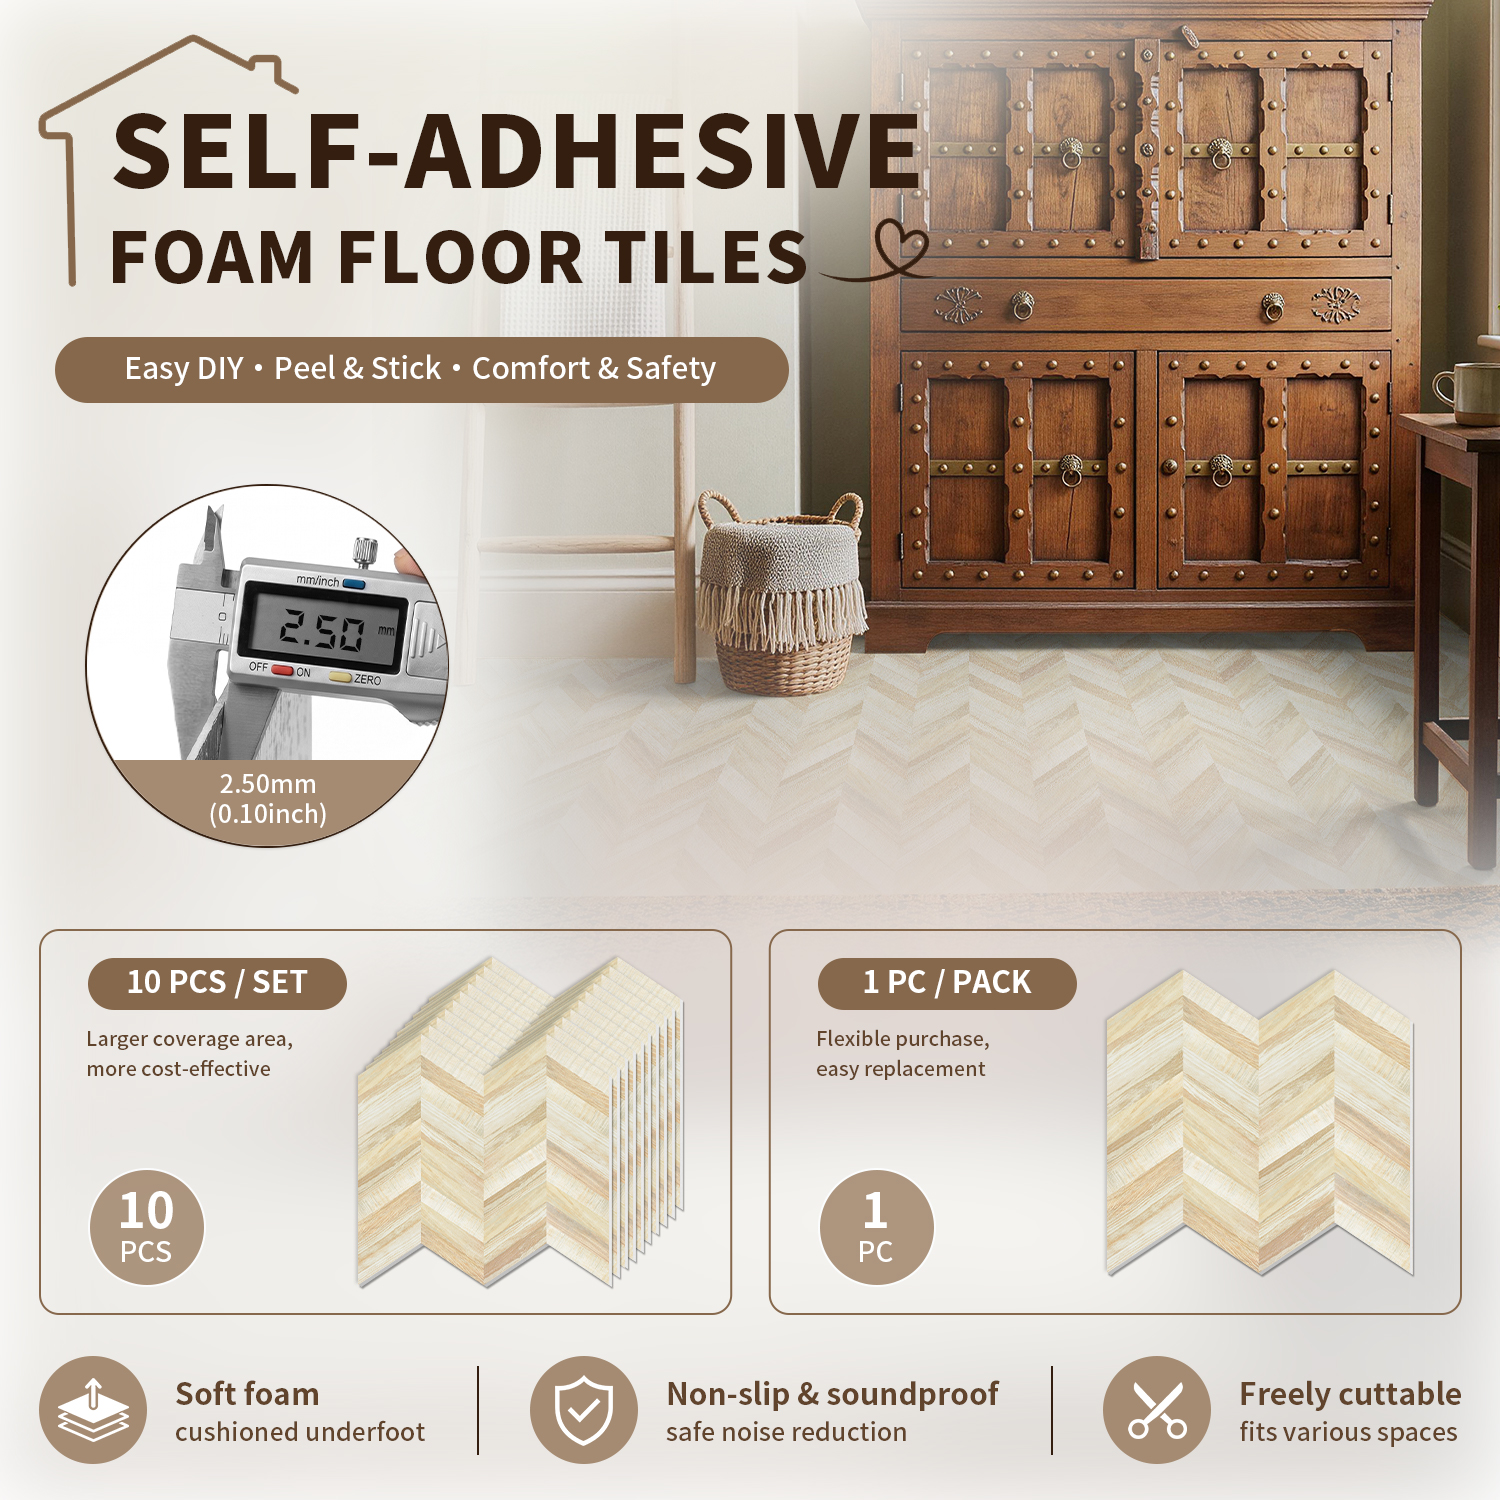 SELF-ADHESIVE
FOAM FLOOR TILES
Easy DIY • Peel & Stick • Comfort & Safety
mm/inch
0
2.50 mm
OFF ON ZERO
2.50mm
(0.10inch)
10 PCS / SET
Larger coverage area,
more cost-effective
10
PCS
1 PC / PACK
Flexible purchase,
easy replacement
1
PC
Soft foam
cushioned underfoot
Non-slip & soundproof
safe noise reduction
Freely cuttable
fits various spaces